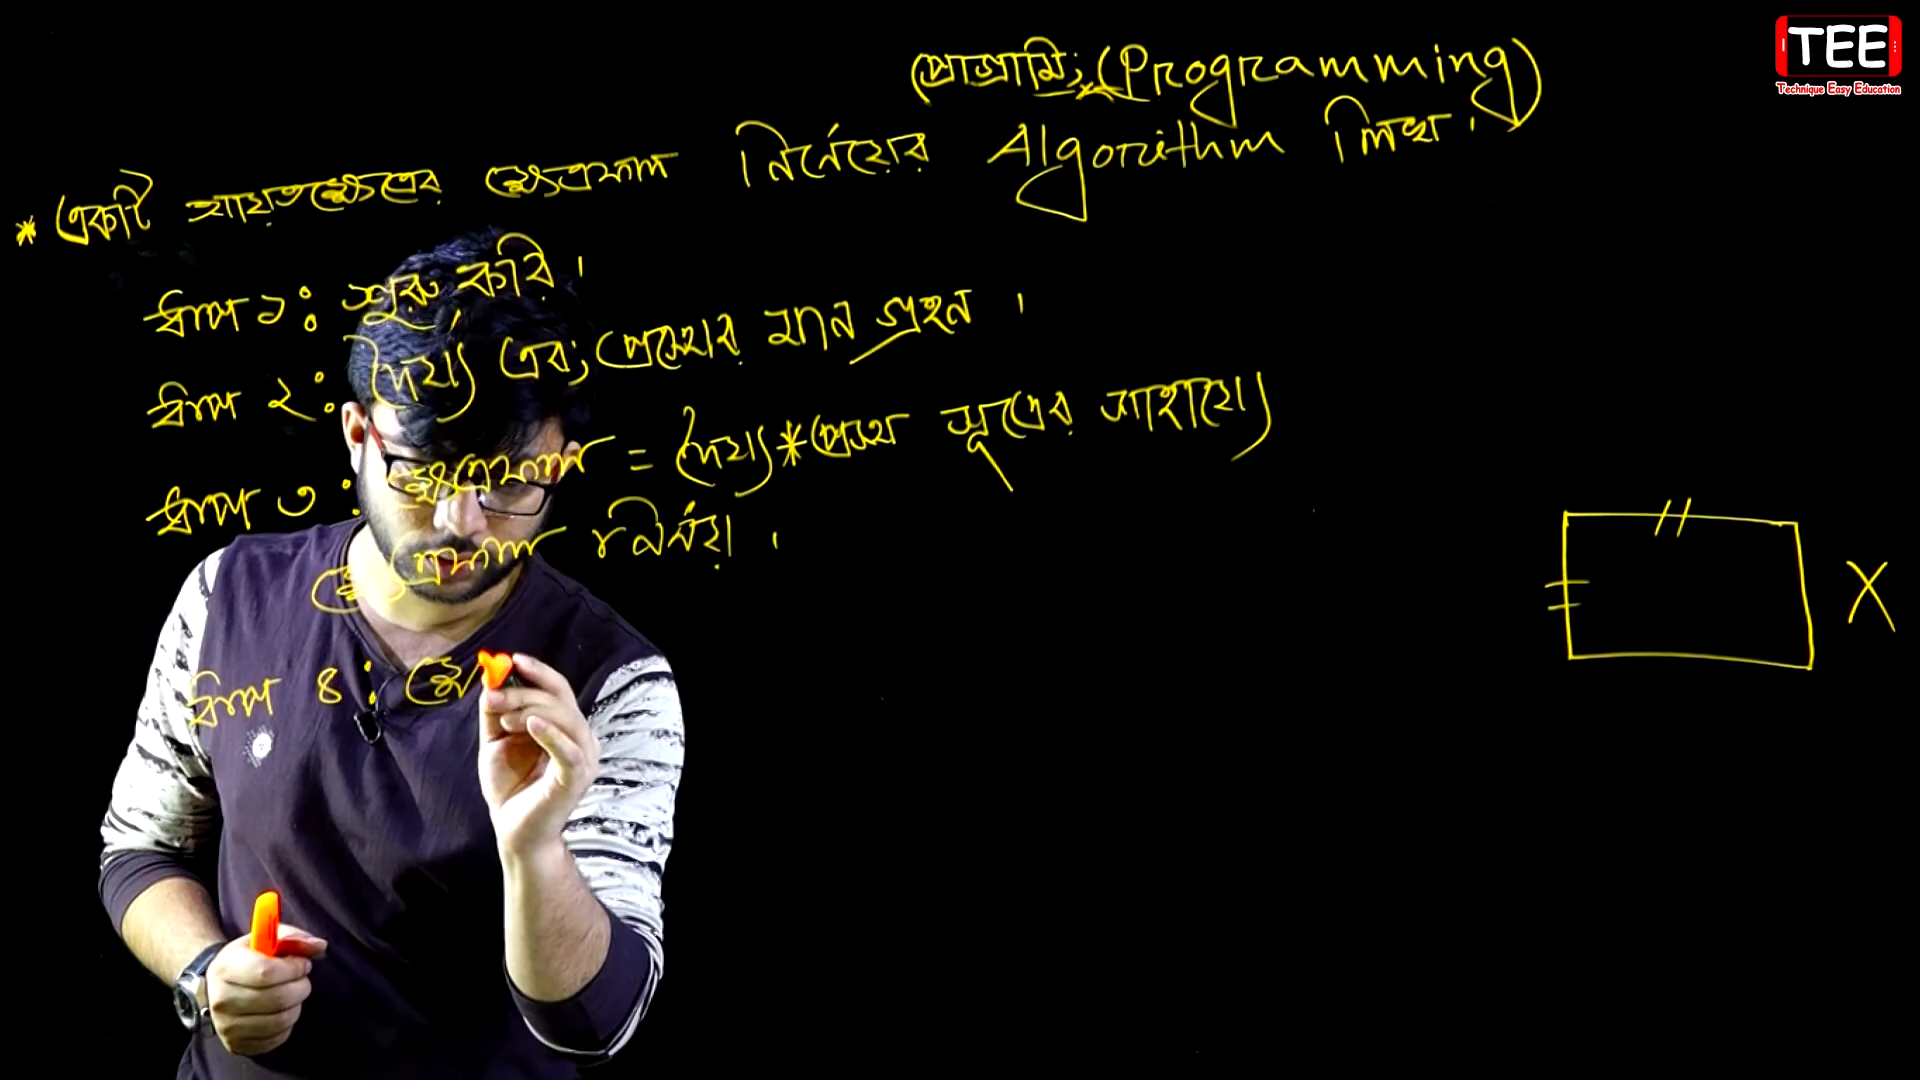 TEE
Technique Easy Education
প্রোগ্রামিং (Programming)
* একটি আয়তক্ষেত্রের ক্ষেত্রফল নির্ণয়ের Algorithm লিখ।
ধাপ ১: শুরু করি।
ধাপ ২: দৈর্ঘ্য এবং প্রস্থের মান গ্রহন।
ধাপ ৩: ক্ষেত্রফল = দৈর্ঘ্য*প্রস্থ সূত্রের সাহায্যে
ক্ষেত্রফল নির্ণয়।
ধাপ ৪: ক্ষে
X